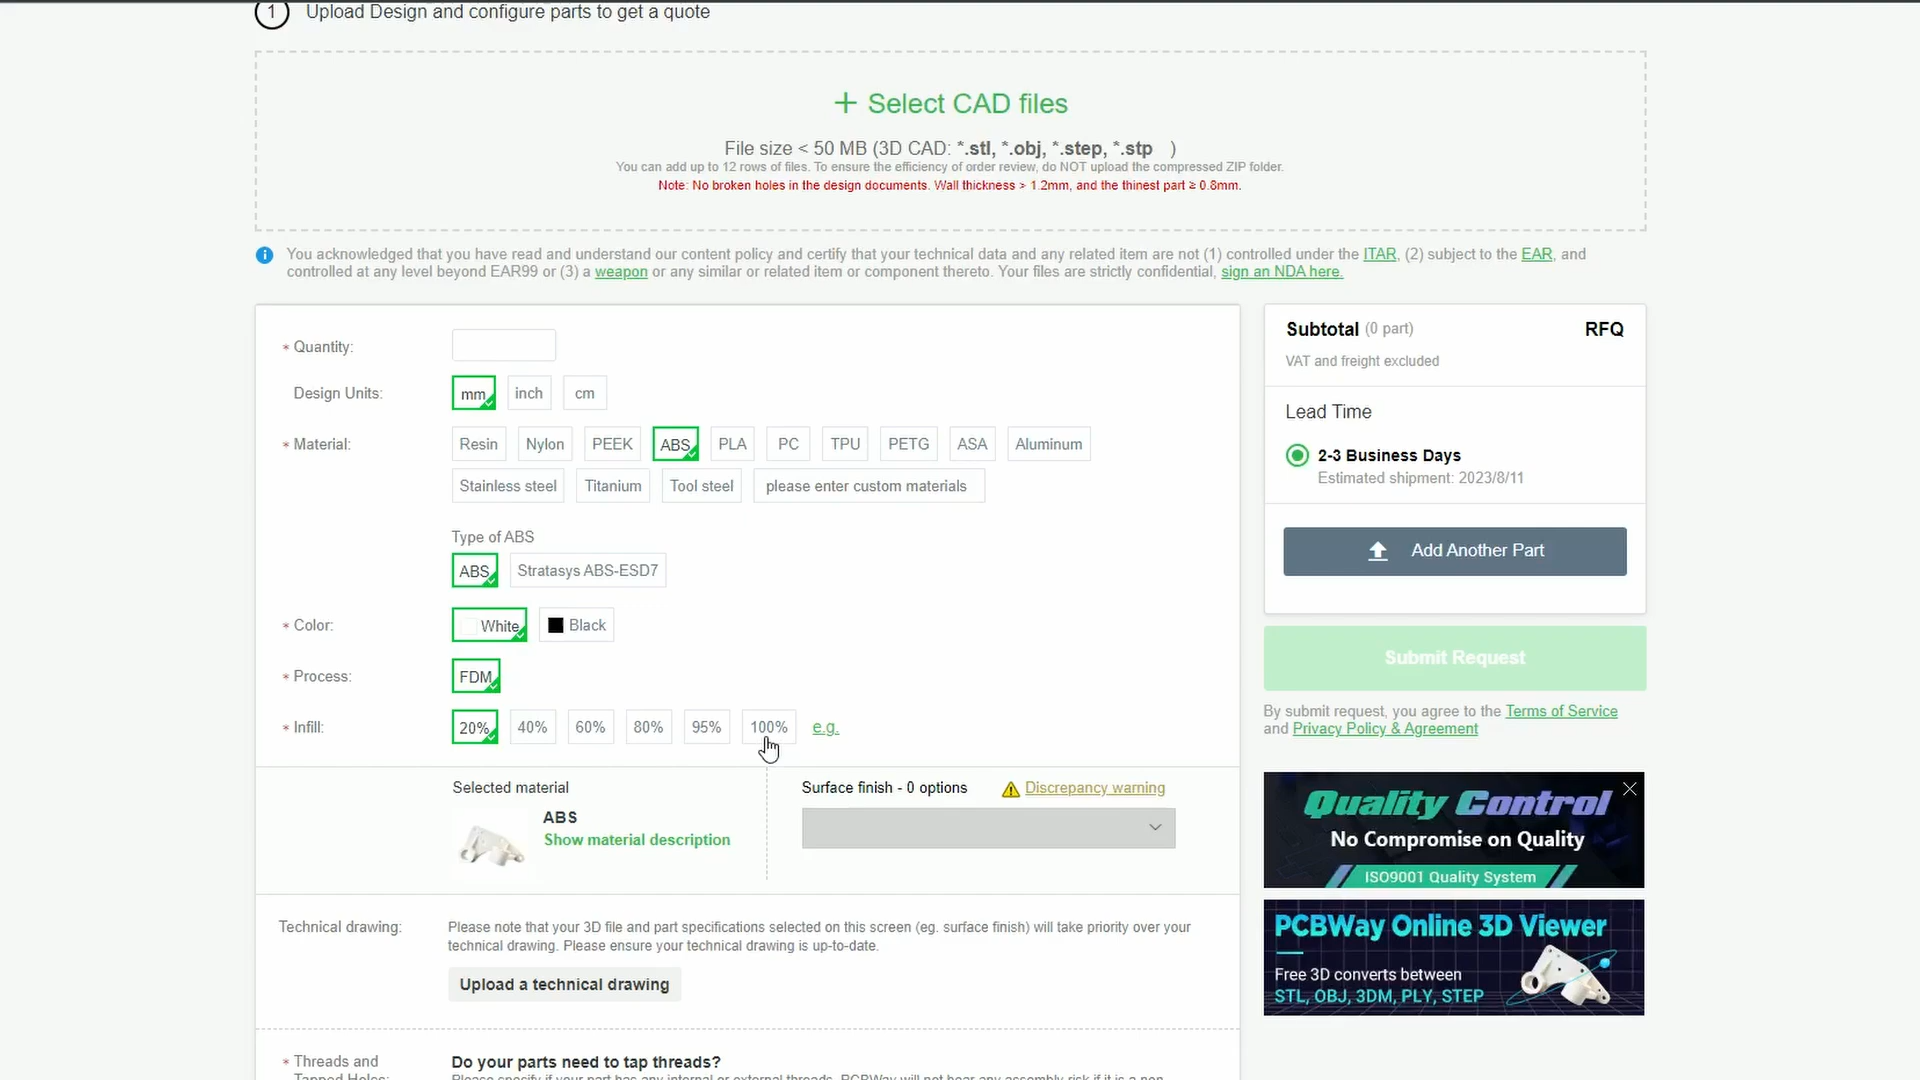 1 Upload Design and configure parts to get a quote
+ Select CAD files
File size < 50 MB (3D CAD: *.stl, *.obj, *.step, *.stp )
You can add up to 12 rows of files. To ensure the efficiency of order review, do NOT upload the compressed ZIP folder.
Note: No broken holes in the design documents. Wall thickness > 1.2mm, and the thinest part ≥ 0.8mm.
You acknowledged that you have read and understand our content policy and certify that your technical data and any related item are not (1) controlled under the ITAR, (2) subject to the EAR, and
controlled at any level beyond EAR99 or (3) a weapon or any similar or related item or component thereto. Your files are strictly confidential, sign an NDA here.
* Quantity:
Design Units: mm inch cm
* Material: Resin Nylon PEEK ABS PLA PC TPU PETG ASA Aluminum
Stainless steel Titanium Tool steel please enter custom materials
Type of ABS
ABS Stratasys ABS-ESD7
* Color: White Black
* Process: FDM
* Infill: 20% 40% 60% 80% 95% 100% e.g.
Selected material
ABS
Show material description
Surface finish - 0 options Discrepancy warning
Technical drawing: Please note that your 3D file and part specifications selected on this screen (eg. surface finish) will take priority over your
technical drawing. Please ensure your technical drawing is up-to-date.
Upload a technical drawing
* Threads and
Do your parts need to tap threads?
Subtotal (0 part) RFQ
VAT and freight excluded
Lead Time
2-3 Business Days
Estimated shipment: 2023/8/11
Add Another Part
Submit Request
By submit request, you agree to the Terms of Service
and Privacy Policy & Agreement
Quality Control
No Compromise on Quality
ISO9001 Quality System
PCBWay Online 3D Viewer
Free 3D converts between
STL, OBJ, 3DM, PLY, STEP